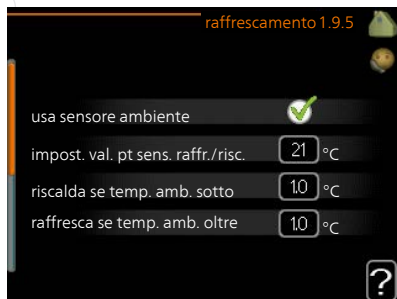 raffrescamento 1.9.5
usa sensore ambiente
impost. val. pt sens. raffr./risc. 21 °C
riscalda se temp. amb. sotto 1.0 °C
raffresca se temp. amb. oltre 1.0 °C
?